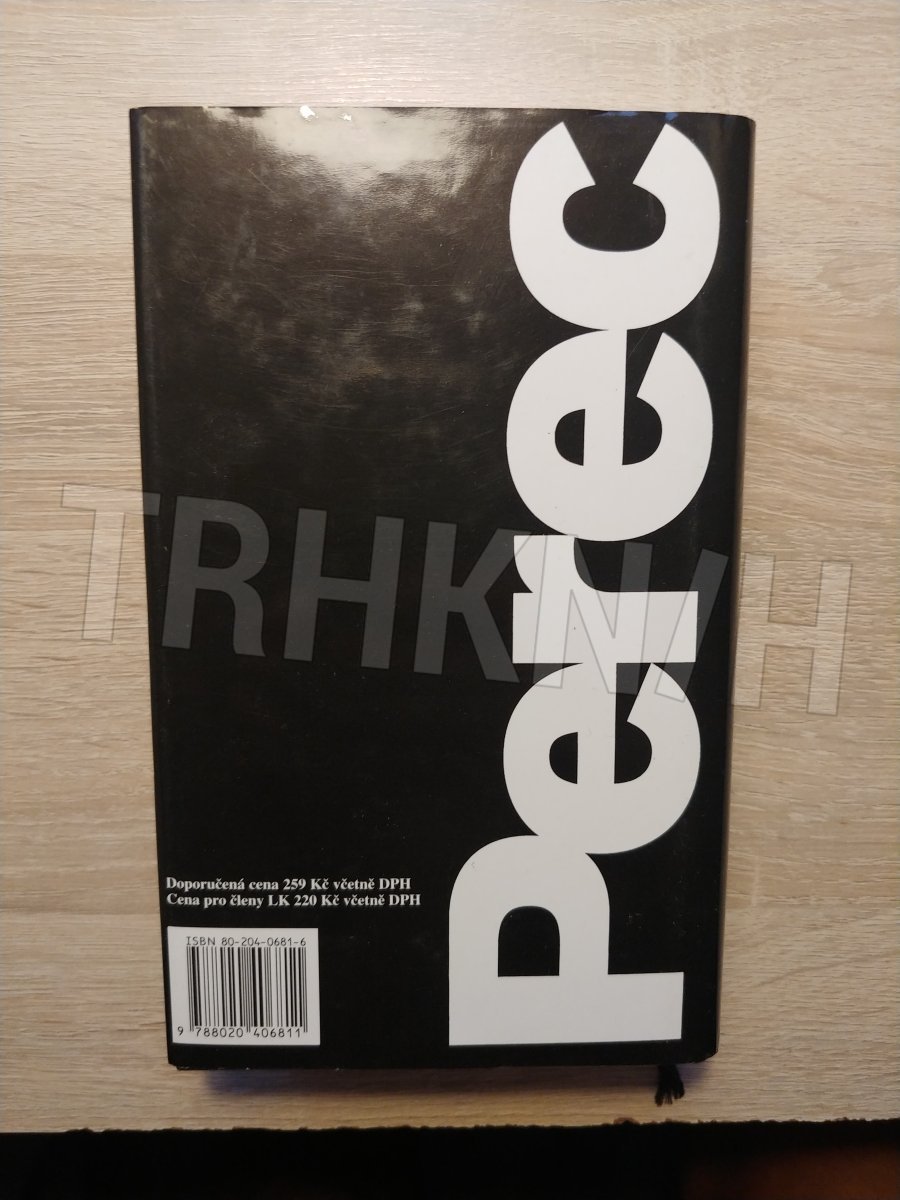 Perec
TRHKNIH
Doporučená cena 259 Kč včetně DPH
Cena pro členy LK 220 Kč včetně DPH
ISBN 80-204-0681-6
9 788020 406811